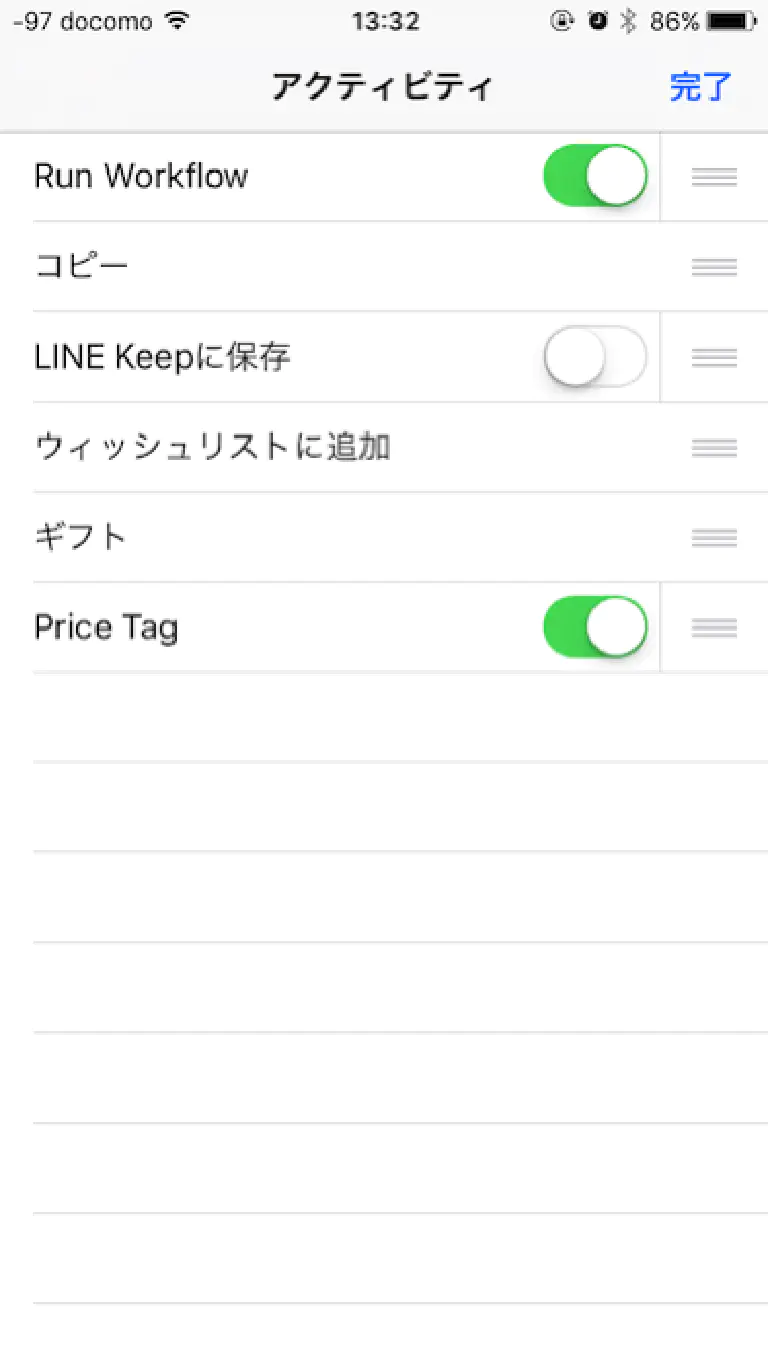 -97 docomo 13:32 86%
アクティビティ 完了
Run Workflow
コピー
LINE Keepに保存
ウィッシュリストに追加
ギフト
Price Tag